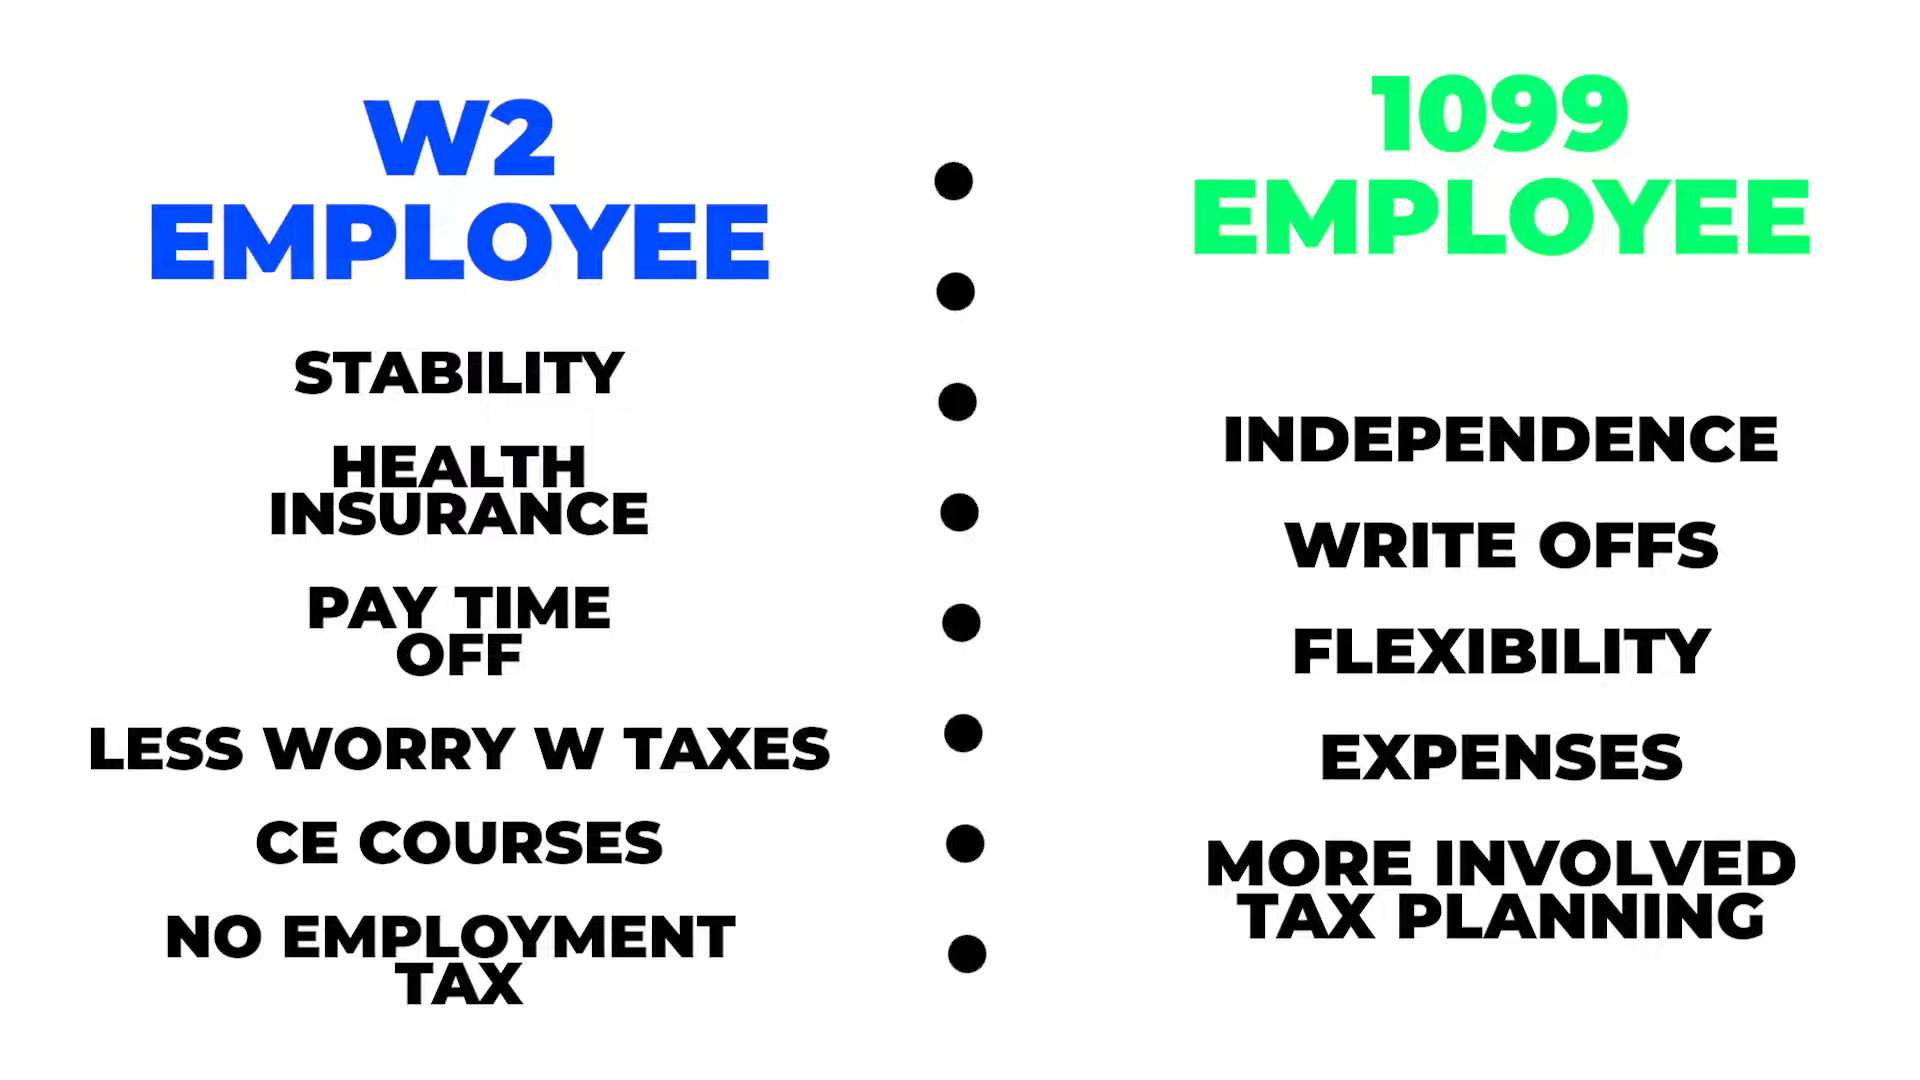 W2
EMPLOYEE
STABILITY
HEALTH
INSURANCE
PAY TIME
OFF
LESS WORRY W TAXES
CE COURSES
NO EMPLOYMENT
TAX
1099
EMPLOYEE
INDEPENDENCE
WRITE OFFS
FLEXIBILITY
EXPENSES
MORE INVOLVED
TAX PLANNING